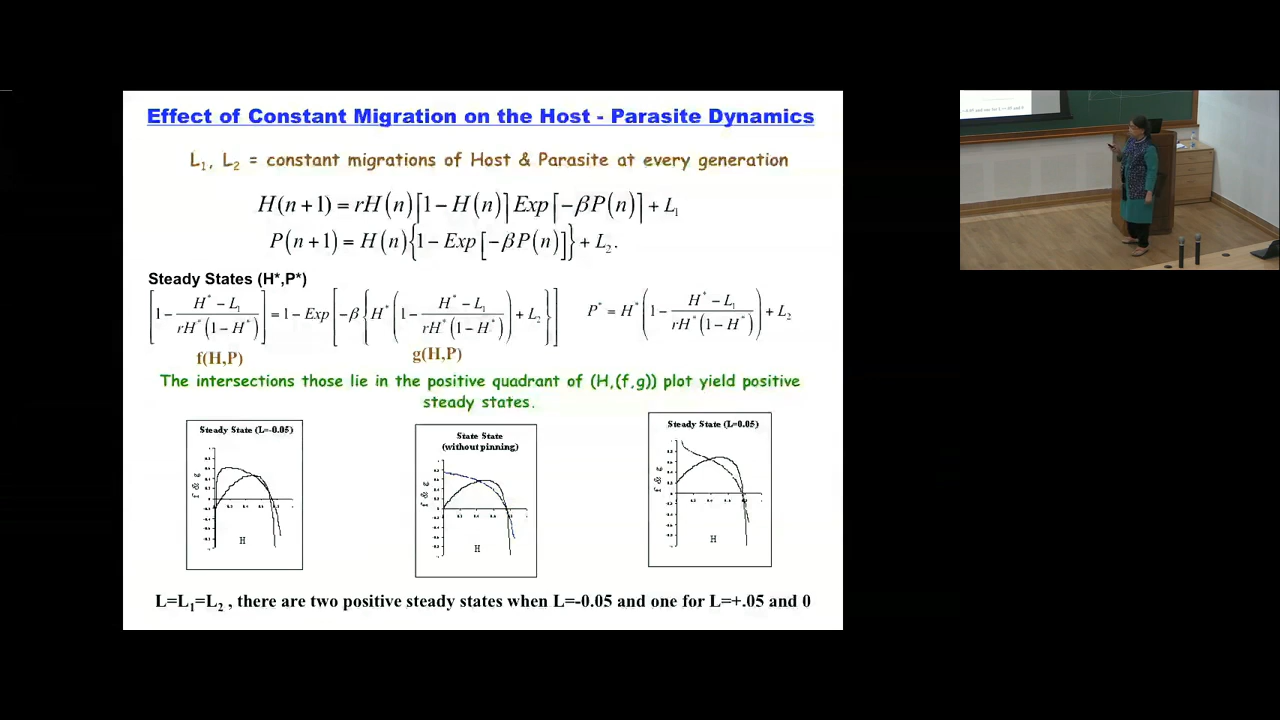 Effect of Constant Migration on the Host - Parasite Dynamics
L₁, L₂ = constant migrations of Host & Parasite at every generation
H(n+1) = rH(n)[1 − H(n)] Exp[−βP(n)] + L₁
P(n+1) = H(n){1 − Exp[−βP(n)]} + L₂.
Steady States (H*,P*)
[1 − (H* − L₁)/(rH*(1 − H*))] = 1 − Exp[−β{H*(1 − (H* − L₁)/(rH*(1 − H*))) + L₂}] P* = H*(1 − (H* − L₁)/(rH*(1 − H*))) + L₂
f(H,P) g(H,P)
The intersections those lie in the positive quadrant of (H,(f,g)) plot yield positive
steady states.
Steady State (L=-0.05)
f & g
H
State State
(without pinning)
f & g
H
Steady State (L=0.05)
f & g
H
L=L₁=L₂ , there are two positive steady states when L=-0.05 and one for L=+.05 and 0